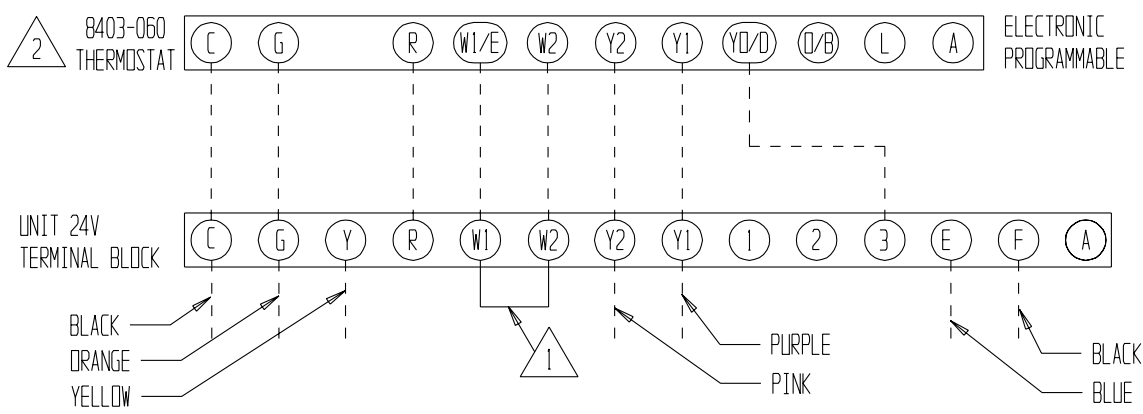 2
8403-060
THERMOSTAT
C G R W1/E W2 Y2 Y1 YO/D O/B L A
ELECTRONIC
PROGRAMMABLE
UNIT 24V
TERMINAL BLOCK
C G Y R W1 W2 Y2 Y1 1 2 3 E F A
BLACK
ORANGE
YELLOW
1
PURPLE
PINK
BLACK
BLUE